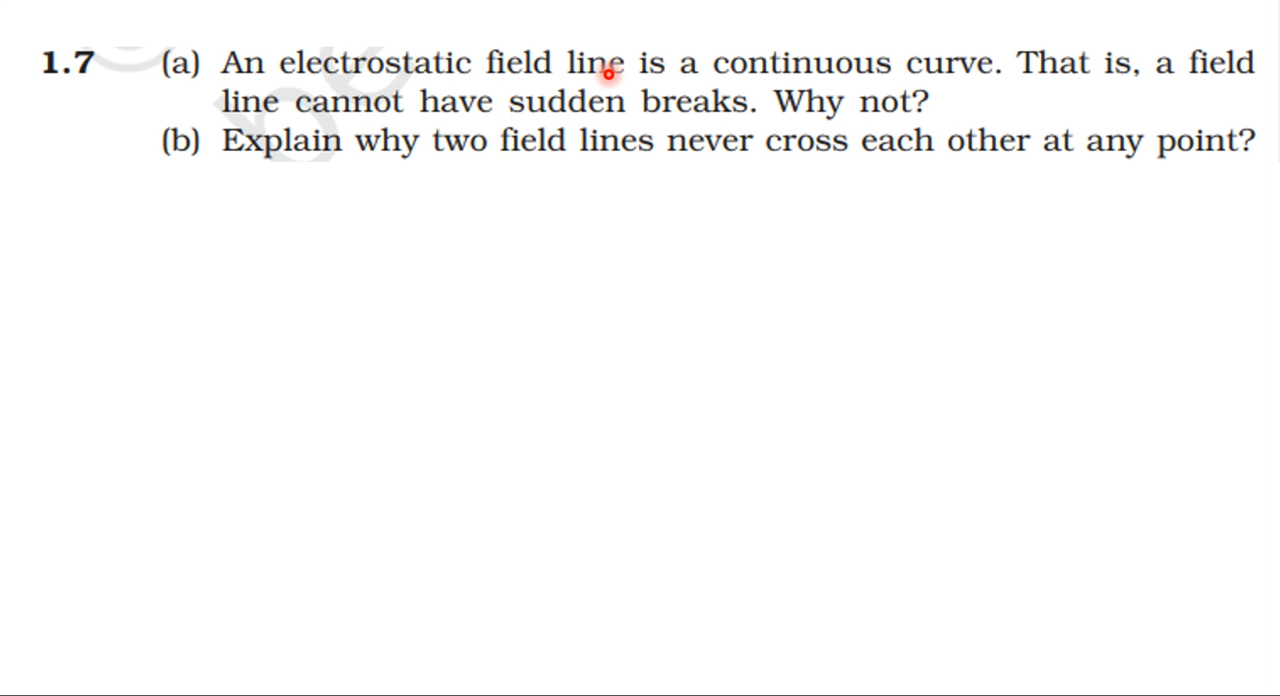 1.7 (a) An electrostatic field line is a continuous curve. That is, a field
line cannot have sudden breaks. Why not?
(b) Explain why two field lines never cross each other at any point?